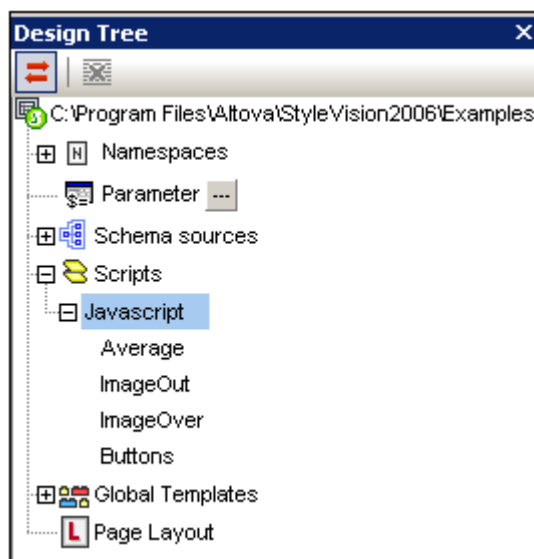 Design Tree
C:\Program Files\Altova\StyleVision2006\Examples
N Namespaces
$ Parameter ...
Schema sources
Scripts
Javascript
Average
ImageOut
ImageOver
Buttons
Global Templates
L Page Layout